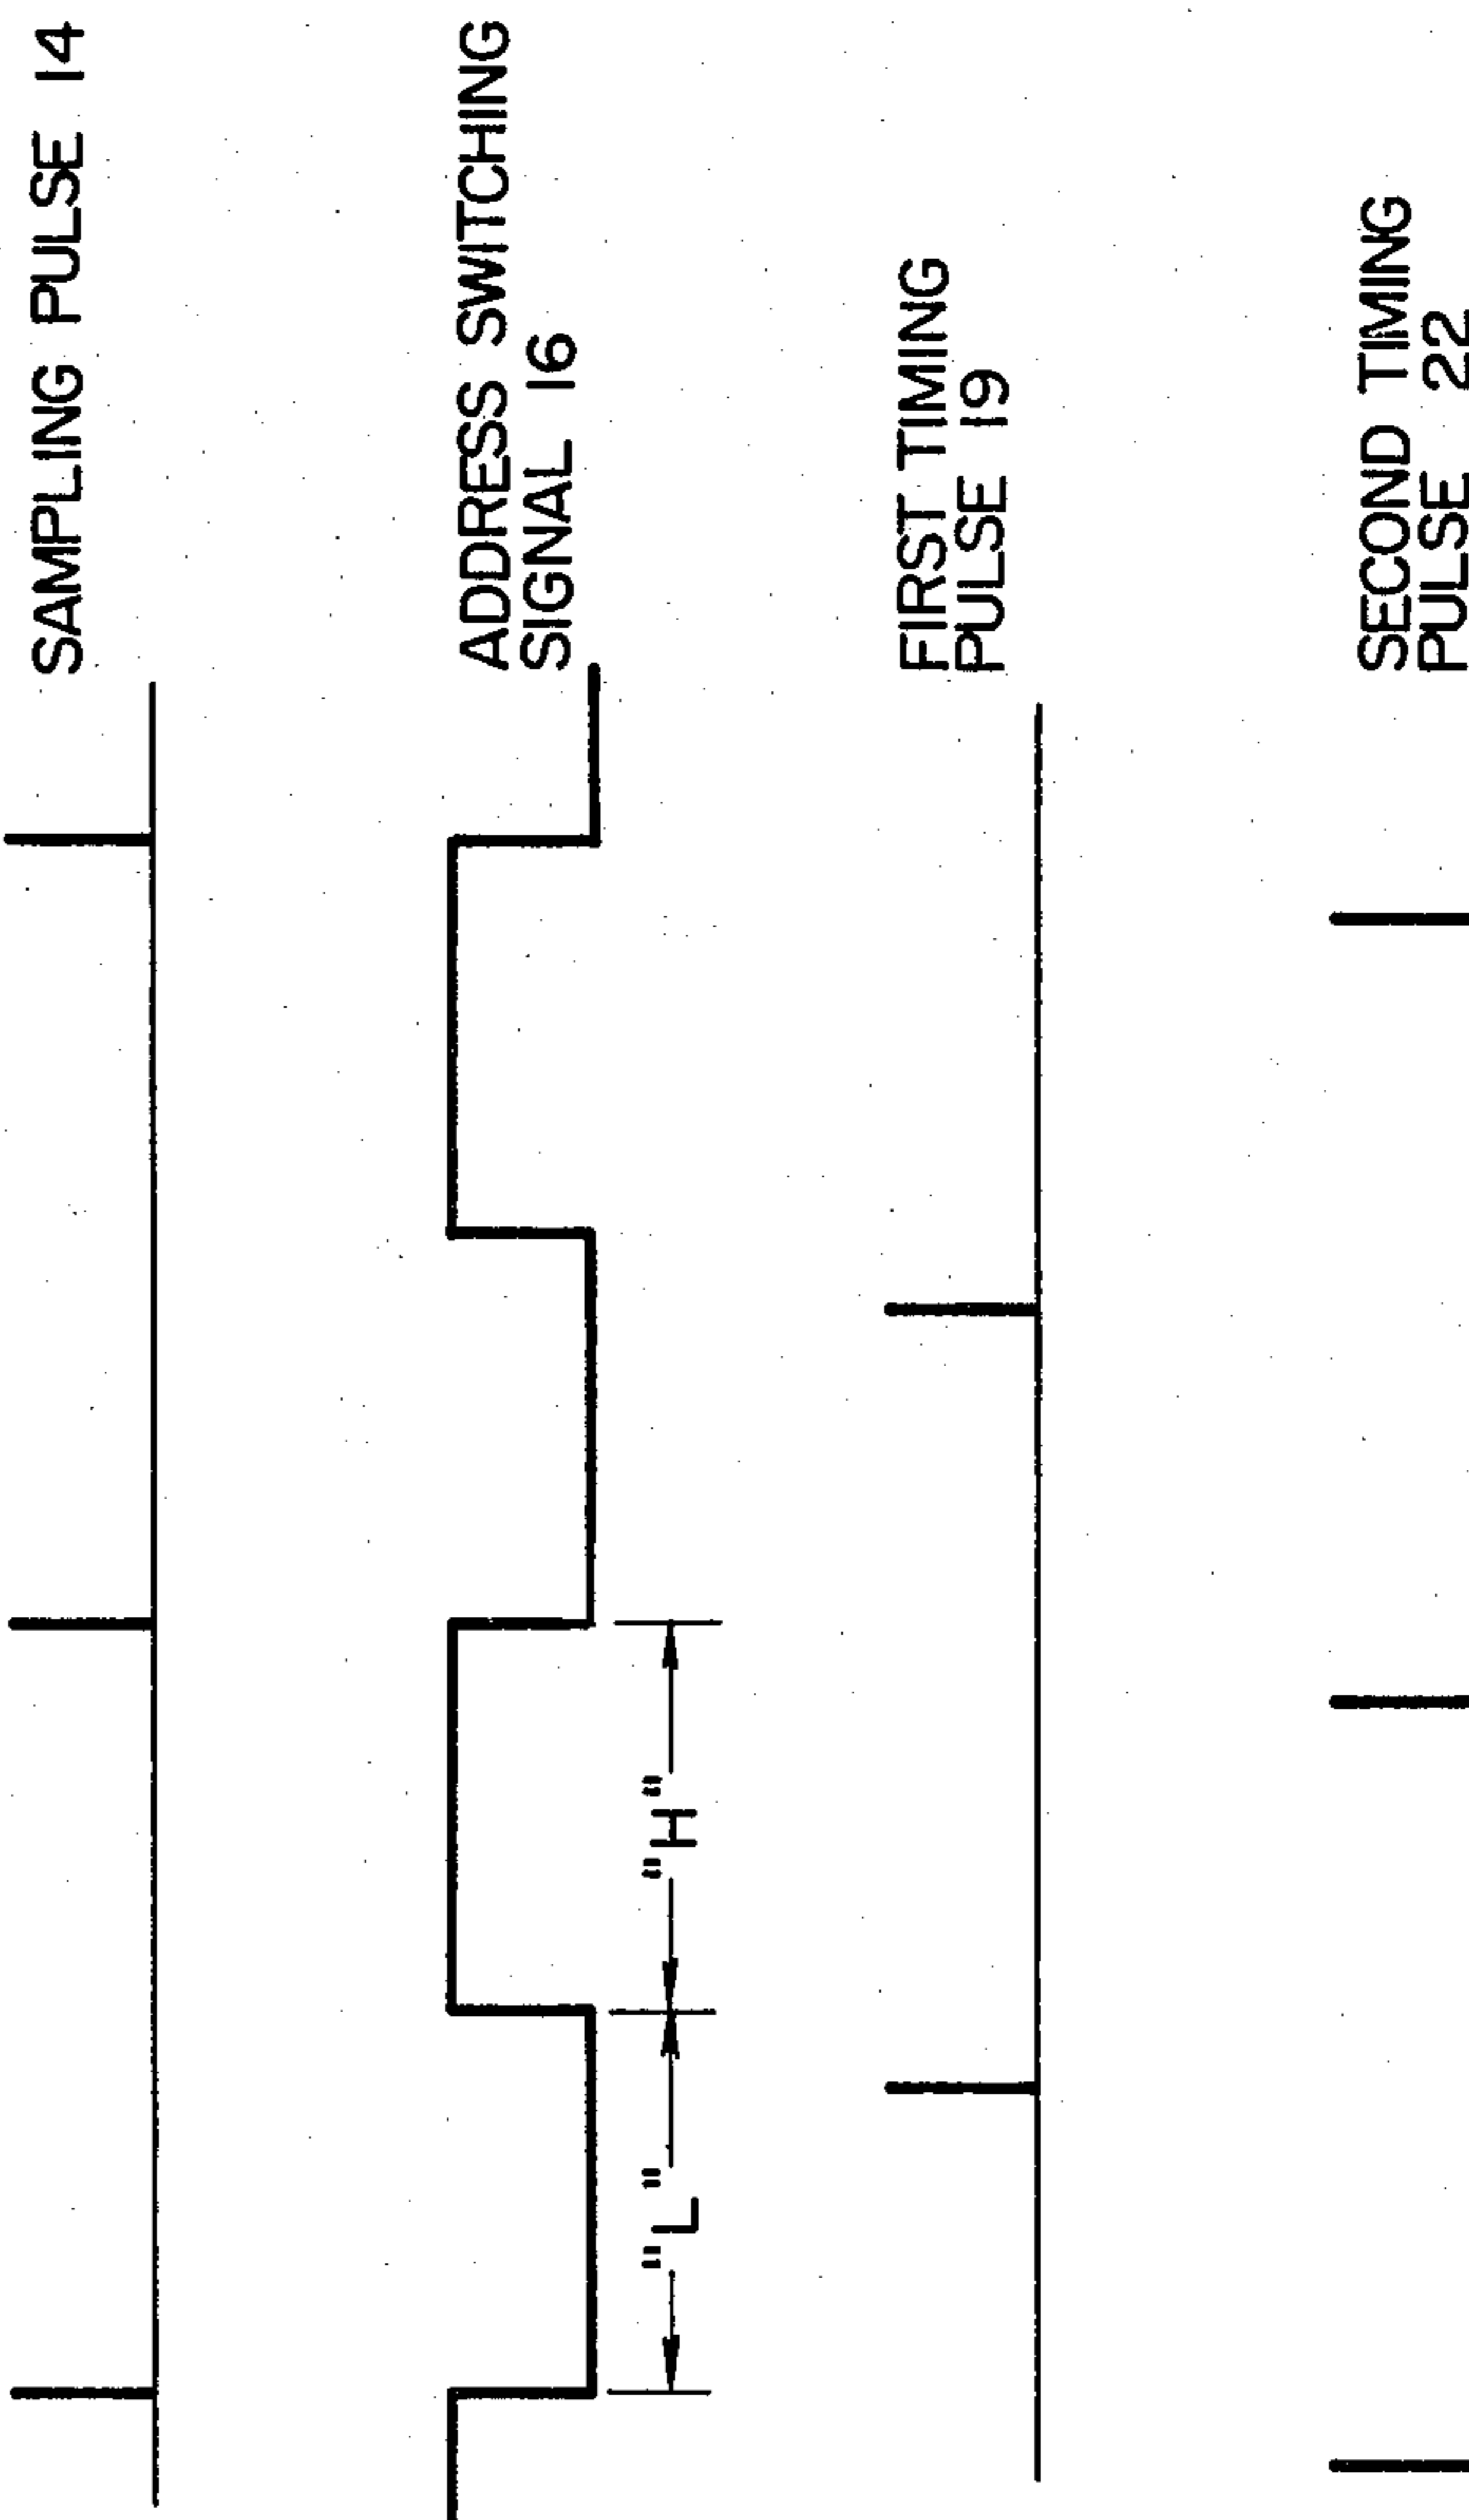 SAMPLING PULSE 14
ADDRESS SWITCHING
SIGNAL 16
"L"
"H"
FIRST TIMING
PULSE 19
SECOND TIMING
PULSE 22